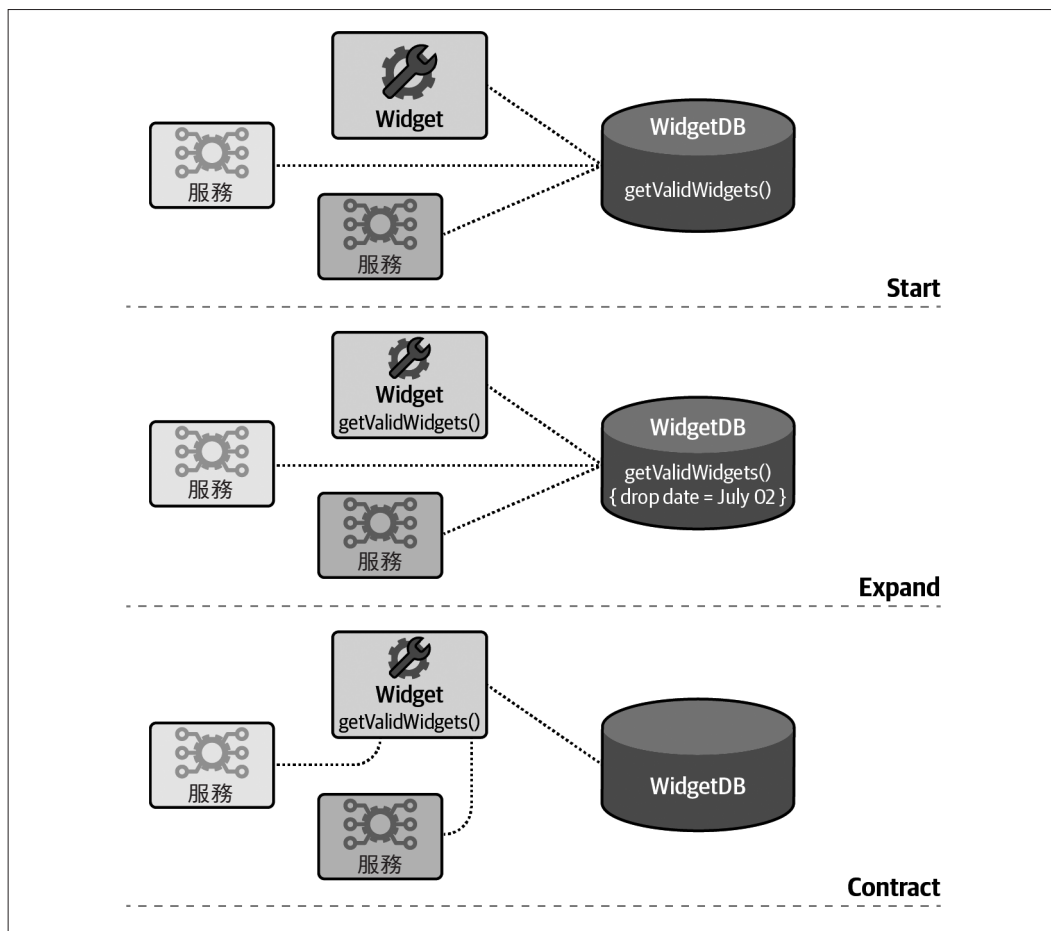 Widget
WidgetDB
getValidWidgets()
服務
服務
Start
Widget
getValidWidgets()
WidgetDB
getValidWidgets()
{ drop date = July 02 }
服務
服務
Expand
Widget
getValidWidgets()
WidgetDB
服務
服務
Contract